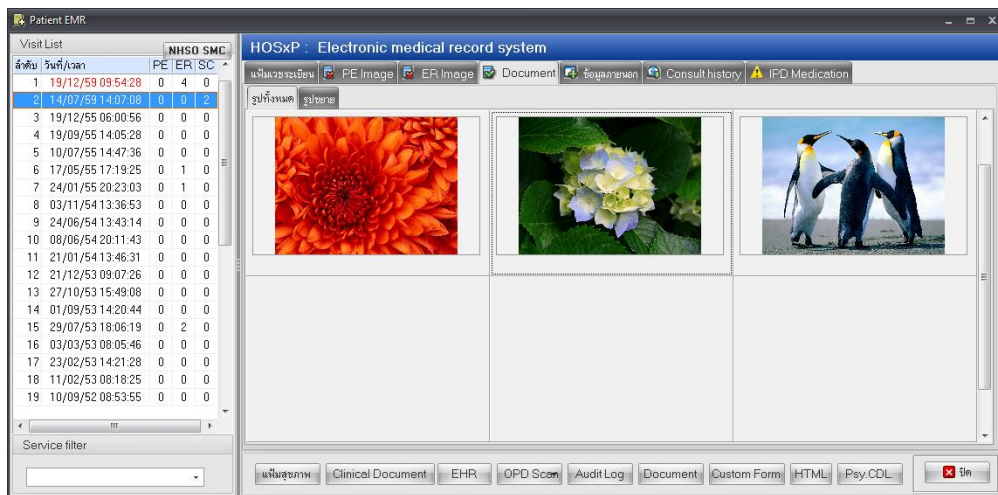 Patient EMR
Visit List
NHSO SMC
ลำดับ วันที่/เวลา PE ER SC
1 19/12/59 09:54:28 0 4 0
2 14/07/59 14:07:08 0 0 2
3 19/12/55 06:00:56 0 0 0
4 19/09/55 14:05:28 0 0 0
5 10/07/55 14:47:36 0 0 0
6 17/05/55 17:19:25 0 1 0
7 24/01/55 20:23:03 0 1 0
8 03/11/54 13:36:53 0 0 0
9 24/06/54 13:43:14 0 0 0
10 08/06/54 20:11:43 0 0 0
11 21/01/54 13:46:31 0 0 0
12 21/12/53 09:07:26 0 0 0
13 27/10/53 15:49:08 0 0 0
14 01/09/53 14:20:44 0 0 0
15 29/07/53 18:06:19 0 2 0
16 03/03/53 08:05:46 0 0 0
17 23/02/53 14:21:28 0 0 0
18 11/02/53 08:18:25 0 0 0
19 10/09/52 08:53:55 0 0 0
Service filter
HOSxP : Electronic medical record system
แฟ้มเวชระเบียน PE Image ER Image Document ข้อมูลภายนอก Consult history IPD Medication
รูปทั้งหมด รูปขยาย
แฟ้มสุขภาพ Clinical Document EHR OPD Scan Audit Log Document Custom Form HTML Psy.CDL ปิด